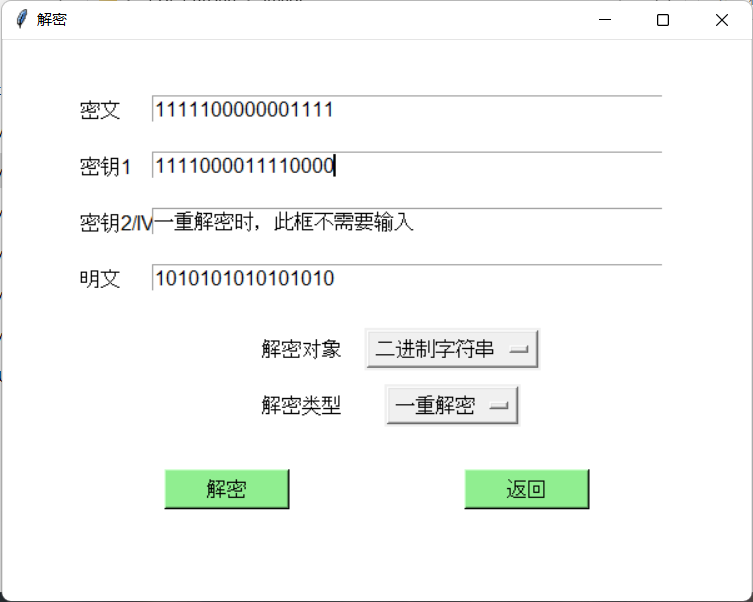 解密
密文 1111100000001111
密钥1 1111000011110000
密钥2/IV 一重解密时，此框不需要输入
明文 1010101010101010
解密对象 二进制字符串
解密类型 一重解密
解密 返回